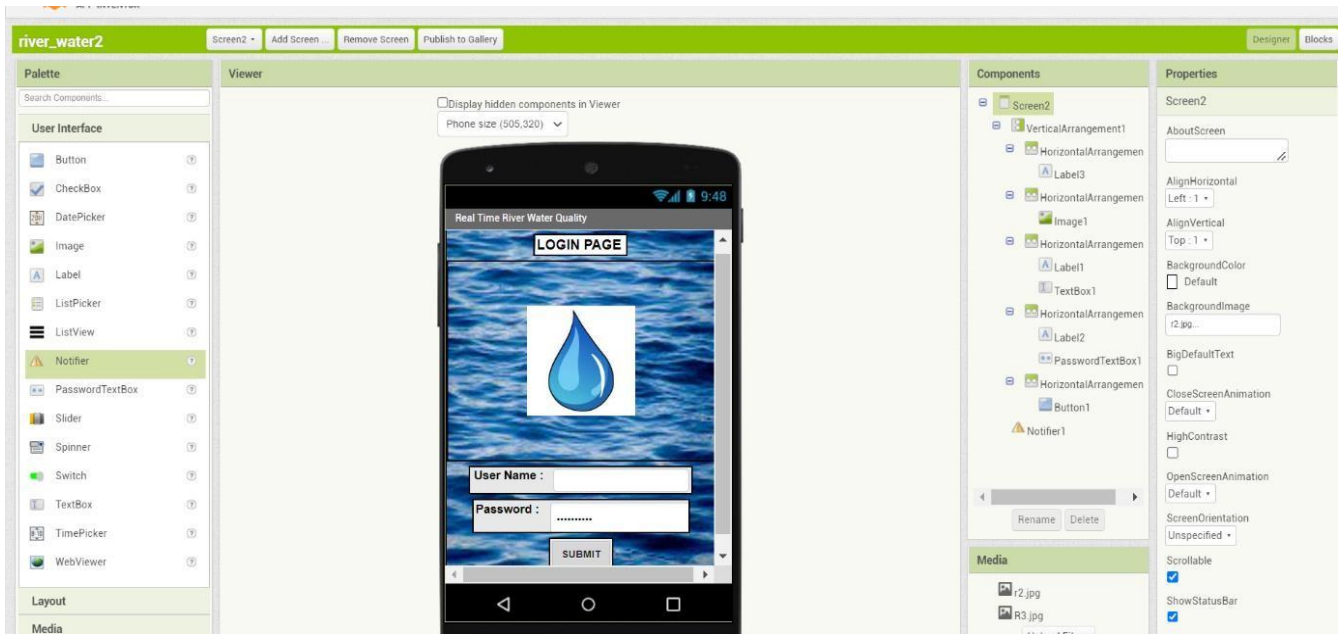 river_water2
Screen2
Add Screen ...
Remove Screen
Publish to Gallery
Designer
Blocks
Palette
Search Components...
User Interface
Button
CheckBox
DatePicker
Image
Label
ListPicker
ListView
Notifier
PasswordTextBox
Slider
Spinner
Switch
TextBox
TimePicker
WebViewer
Layout
Media
Viewer
Display hidden components in Viewer
Phone size (505,320)
9:48
Real Time River Water Quality
LOGIN PAGE
User Name :
Password :
SUBMIT
Components
Screen2
VerticalArrangement1
HorizontalArrangemen
Label3
HorizontalArrangemen
Image1
HorizontalArrangemen
Label1
TextBox1
HorizontalArrangemen
Label2
PasswordTextBox1
HorizontalArrangemen
Button1
Notifier1
Rename
Delete
Media
r2.jpg
R3.jpg
Properties
Screen2
AboutScreen
AlignHorizontal
Left : 1
AlignVertical
Top : 1
BackgroundColor
Default
BackgroundImage
r2.jpg...
BigDefaultText
CloseScreenAnimation
Default
HighContrast
OpenScreenAnimation
Default
ScreenOrientation
Unspecified
Scrollable
ShowStatusBar